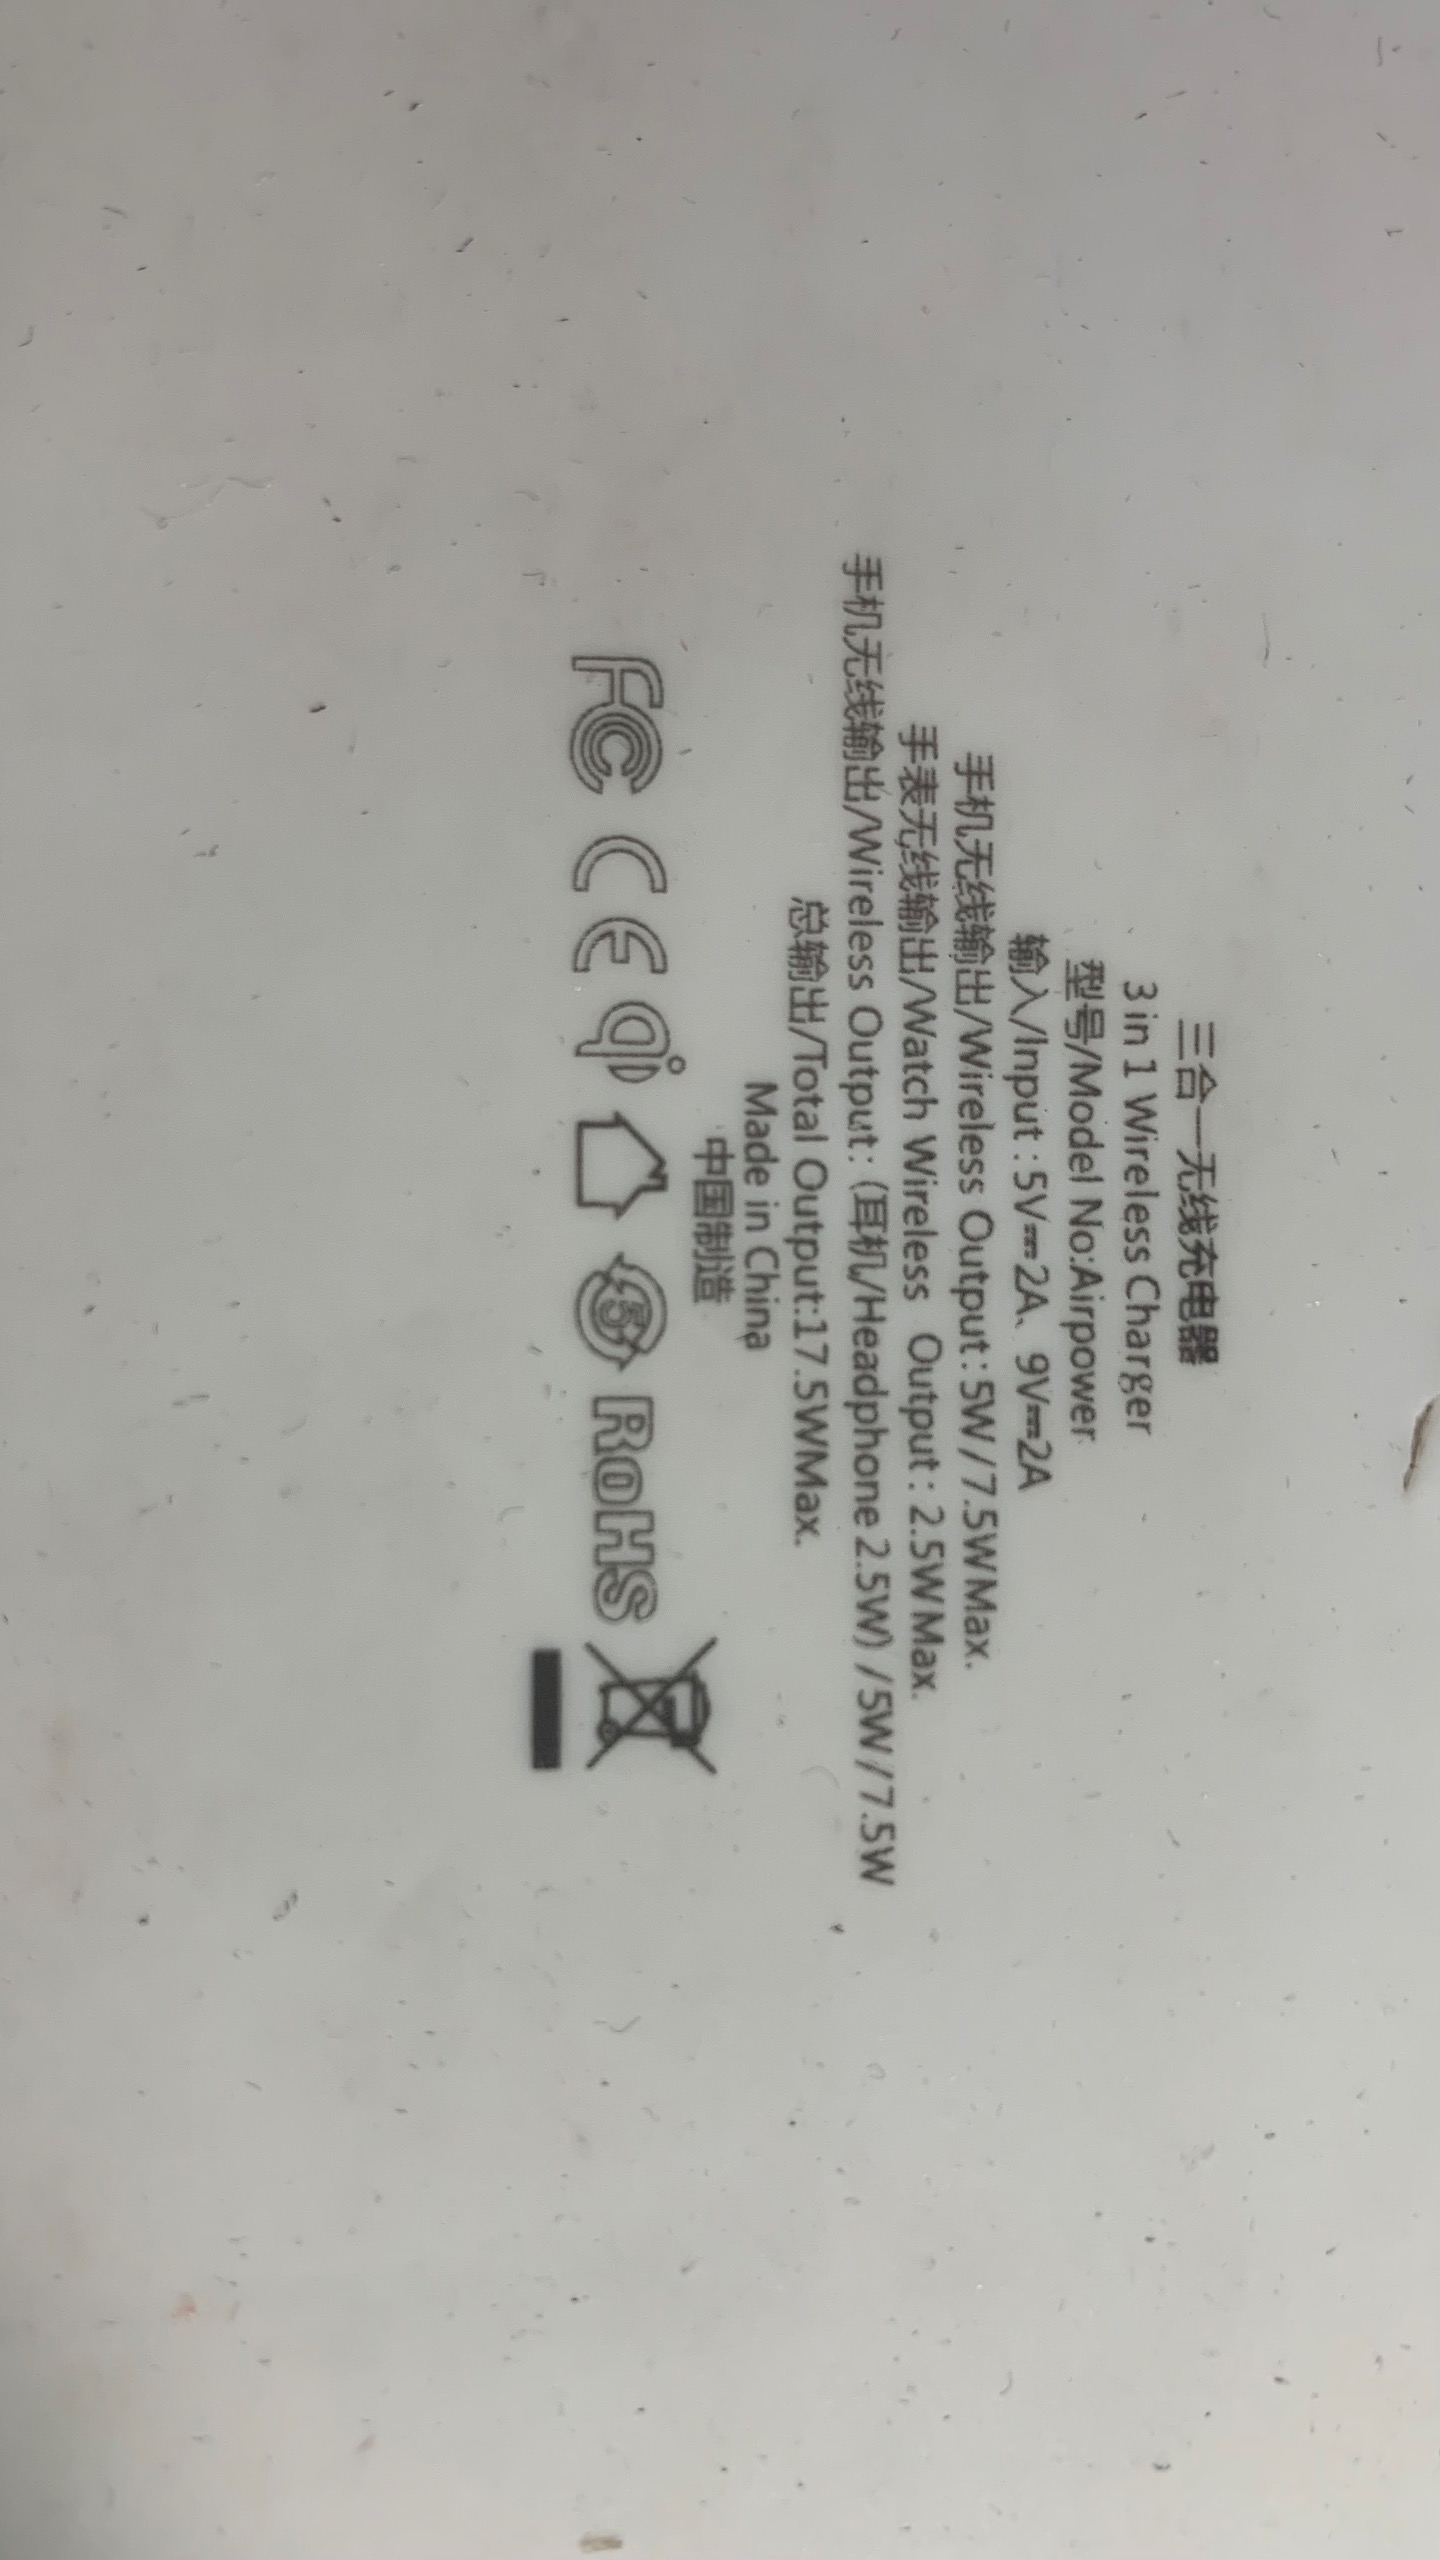 三合一无线充电器
3 in 1 Wireless Charger
型号/Model No:Airpower
输入/Input : 5V⎓2A、9V⎓2A
手机无线输出/Wireless Output : 5W / 7.5WMax.
手表无线输出/Watch Wireless Output : 2.5WMax.
手机无线输出/Wireless Output: (耳机/Headphone 2.5W) /5W / 7.5W
总输出/Total Output:17.5WMax.
Made in China
中国制造
FC CE qi 5 RoHS